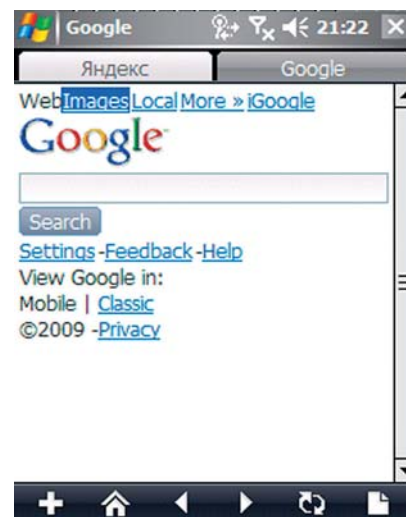 Google 21:22
Яндекс Google
Web Images Local More » iGoogle
Google
Search
Settings - Feedback - Help
View Google in:
Mobile | Classic
©2009 - Privacy